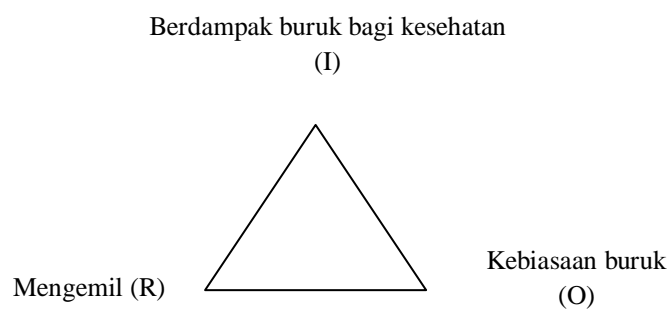 Berdampak buruk bagi kesehatan
(I)
Mengemil (R)
Kebiasaan buruk
(O)